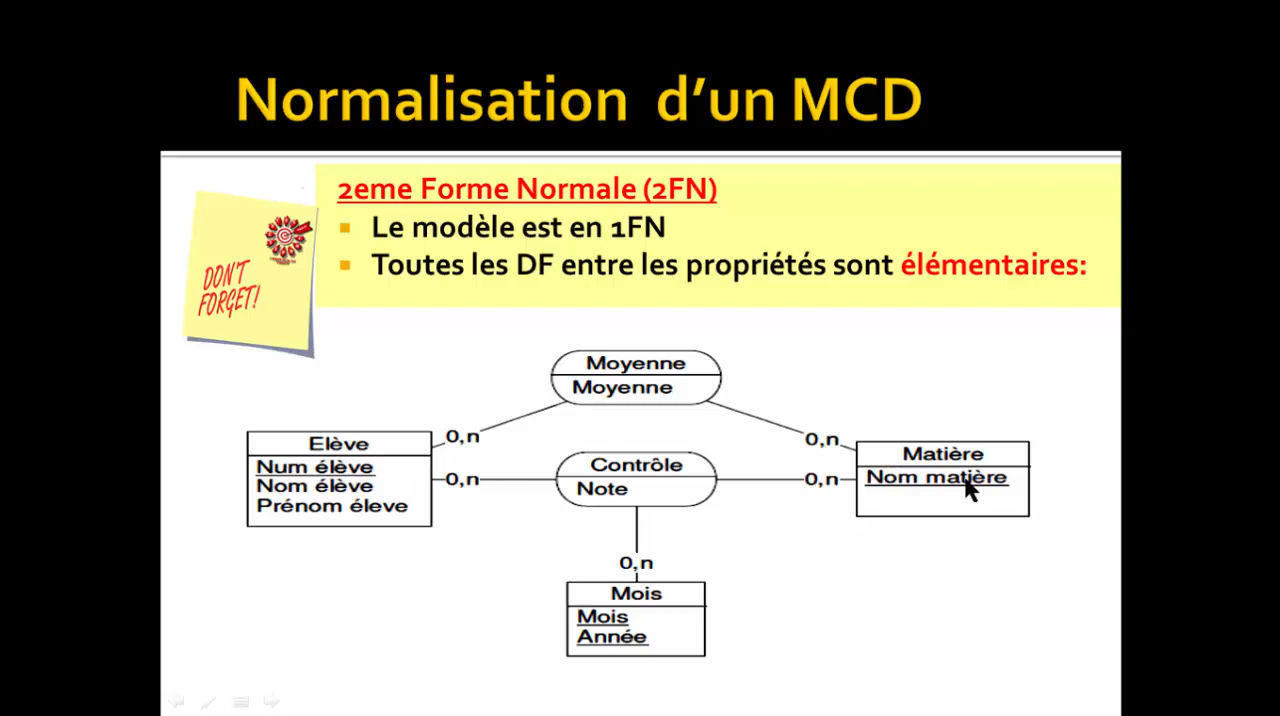 Normalisation d'un MCD
2eme Forme Normale (2FN)
Le modèle est en 1FN
Toutes les DF entre les propriétés sont élémentaires:
DON'T
FORGET!
Moyenne
Moyenne
0,n
0,n
Elève
Num élève
Nom élève
Prénom éleve
0,n
Contrôle
Note
0,n
Matière
Nom matière
0,n
Mois
Mois
Année